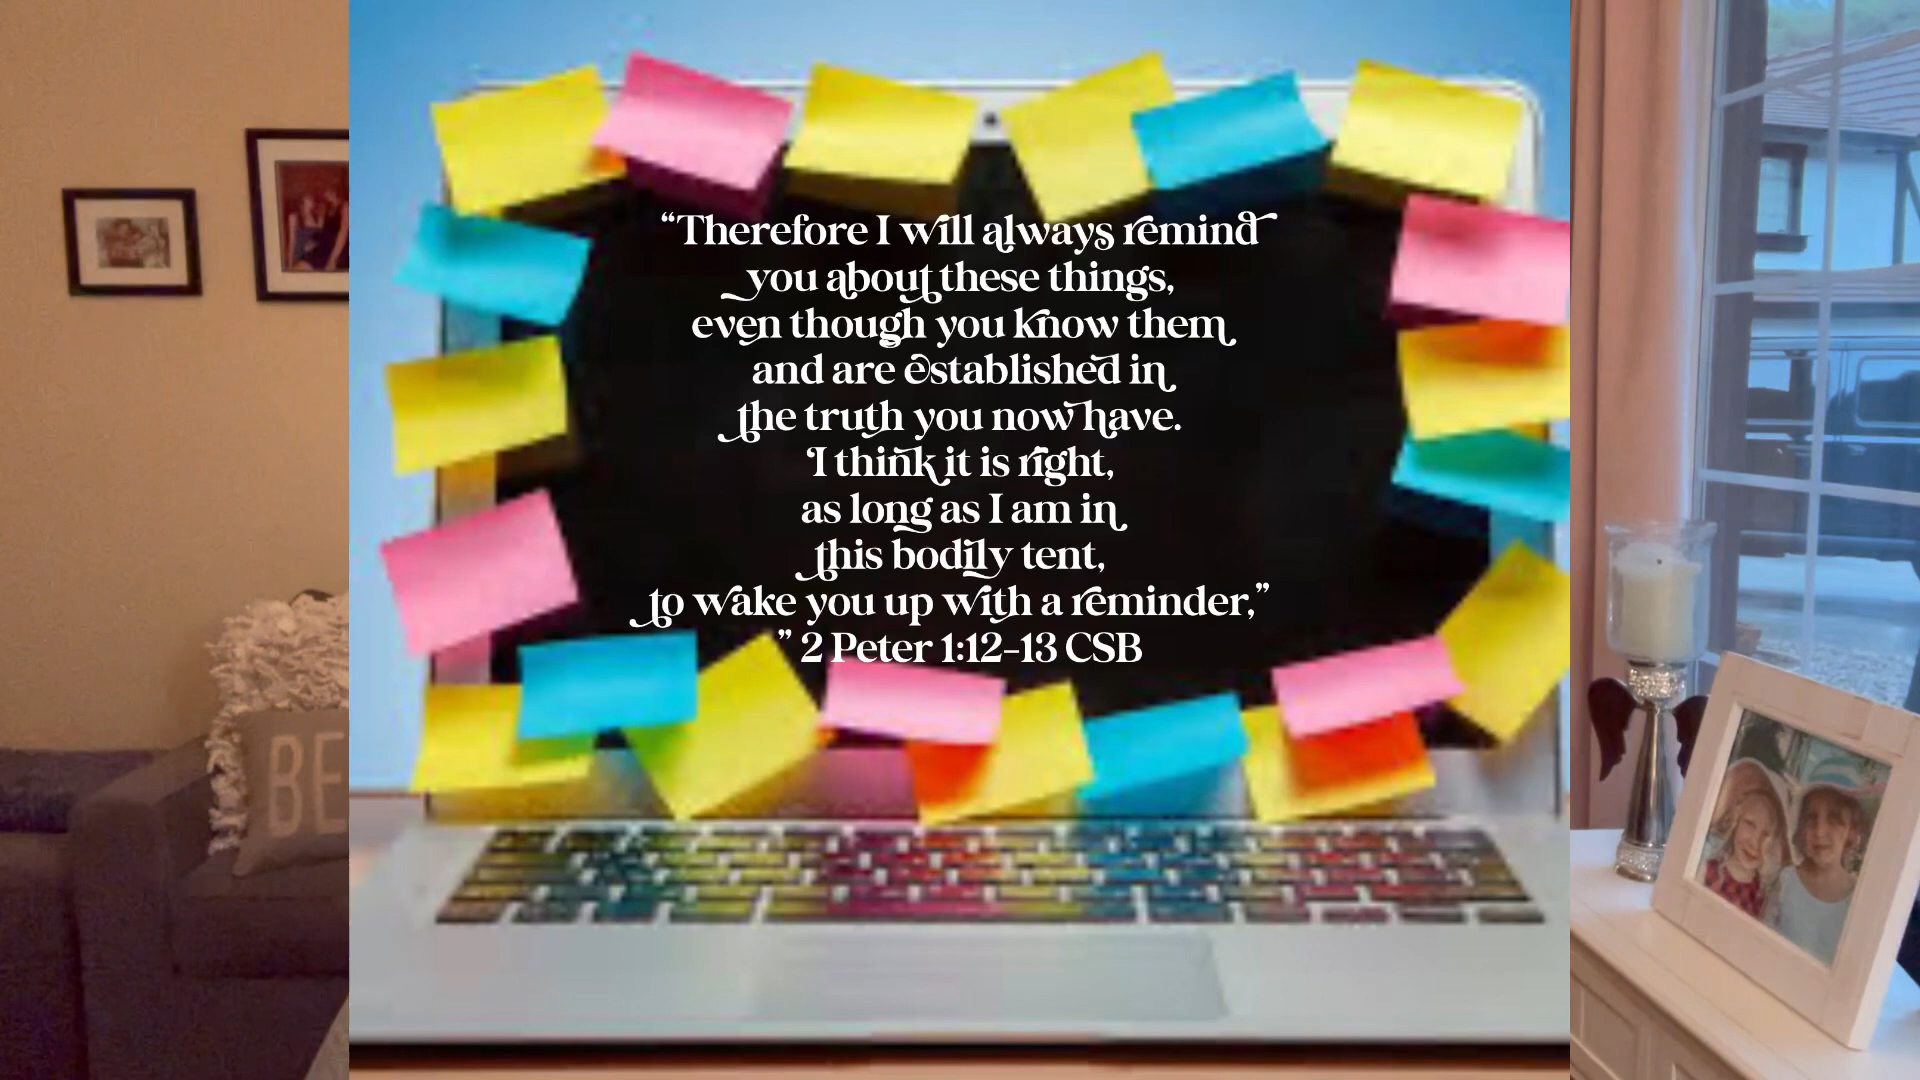 “Therefore I will always remind
you about these things,
even though you know them
and are established in
the truth you now have.
I think it is right,
as long as I am in
this bodily tent,
to wake you up with a reminder,”
” 2 Peter 1:12–13 CSB
BE